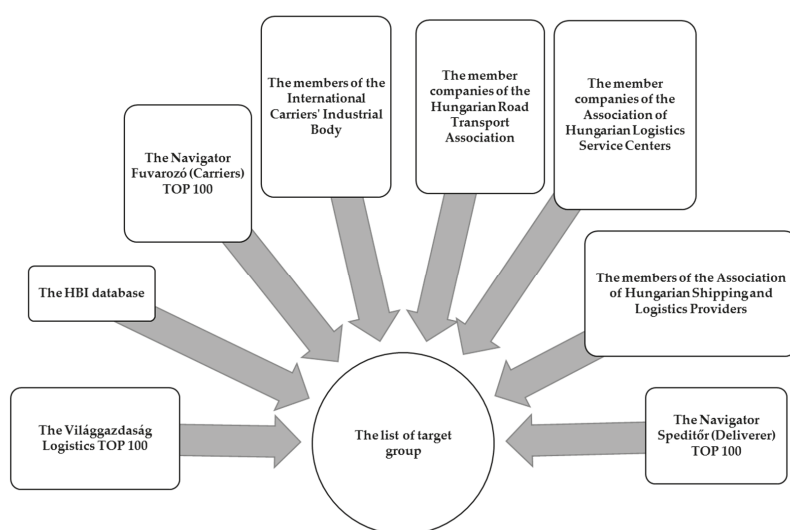 The members of the
International
Carriers' Industrial
Body
The member
companies of the
Hungarian Road
Transport
Association
The member
companies of the
Association of
Hungarian Logistics
Service Centers
The Navigator
Fuvarozó (Carriers)
TOP 100
The HBI database
The members of the Association
of Hungarian Shipping and
Logistics Providers
The Világgazdaság
Logistics TOP 100
The list of target
group
The Navigator
Speditőr (Deliverer)
TOP 100